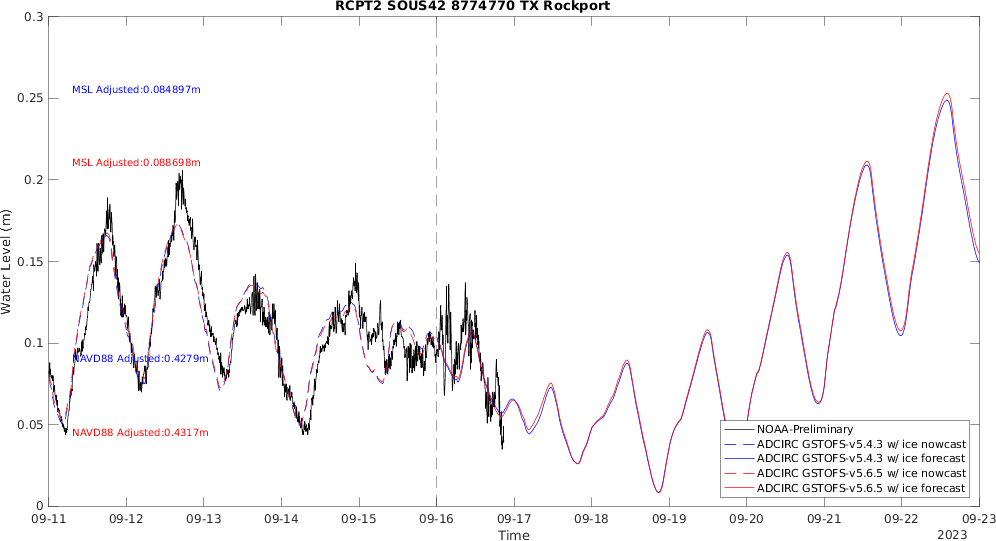 RCPT2 SOUS42 8774770 TX Rockport
Water Level (m)
0.3
0.25
0.2
0.15
0.1
0.05
0
MSL Adjusted:0.084897m
MSL Adjusted:0.088698m
NAVD88 Adjusted:0.4279m
NAVD88 Adjusted:0.4317m
NOAA-Preliminary
ADCIRC GSTOFS-v5.4.3 w/ ice nowcast
ADCIRC GSTOFS-v5.4.3 w/ ice forecast
ADCIRC GSTOFS-v5.6.5 w/ ice nowcast
ADCIRC GSTOFS-v5.6.5 w/ ice forecast
09-11 09-12 09-13 09-14 09-15 09-16 09-17 09-18 09-19 09-20 09-21 09-22 09-23
Time
2023